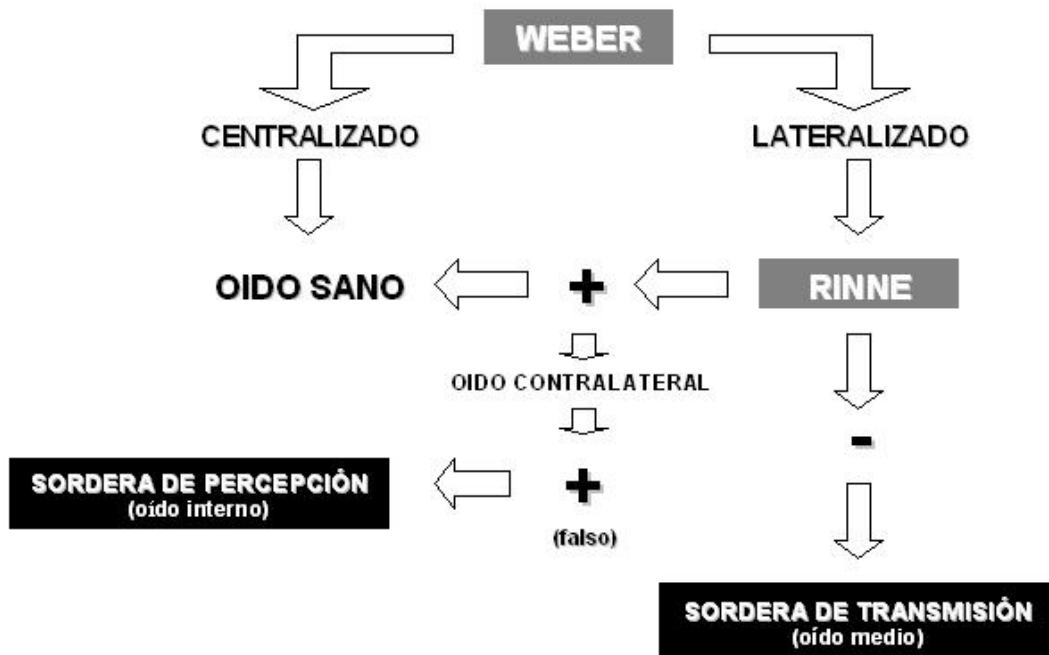 WEBER
CENTRALIZADO
LATERALIZADO
OIDO SANO
+
RINNE
OIDO CONTRALATERAL
-
SORDERA DE PERCEPCIÓN
(oído interno)
+
(falso)
SORDERA DE TRANSMISIÓN
(oído medio)